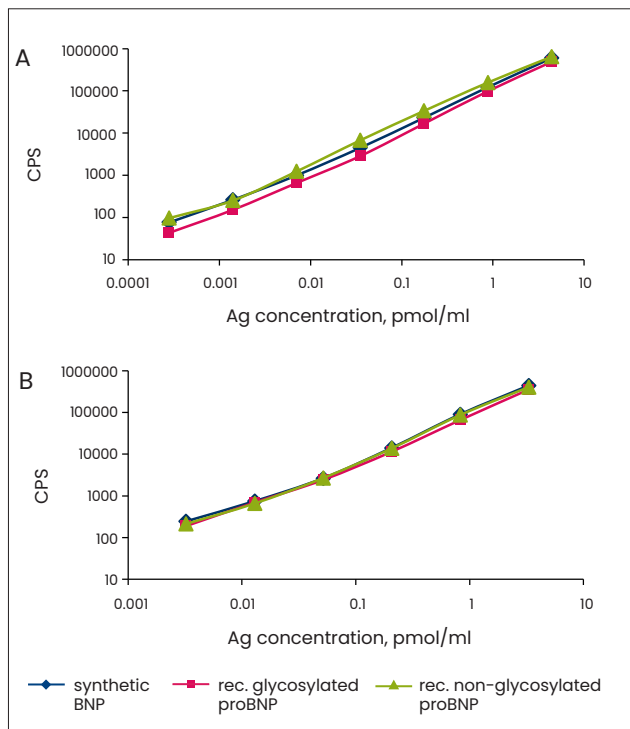 A
1000000
100000
10000
1000
100
10
CPS
0.0001
0.001
0.01
0.1
1
10
Ag concentration, pmol/ml
B
1000000
100000
10000
1000
100
10
CPS
0.001
0.01
0.1
1
10
Ag concentration, pmol/ml
synthetic
BNP
rec. glycosylated
proBNP
rec. non-glycosylated
proBNP